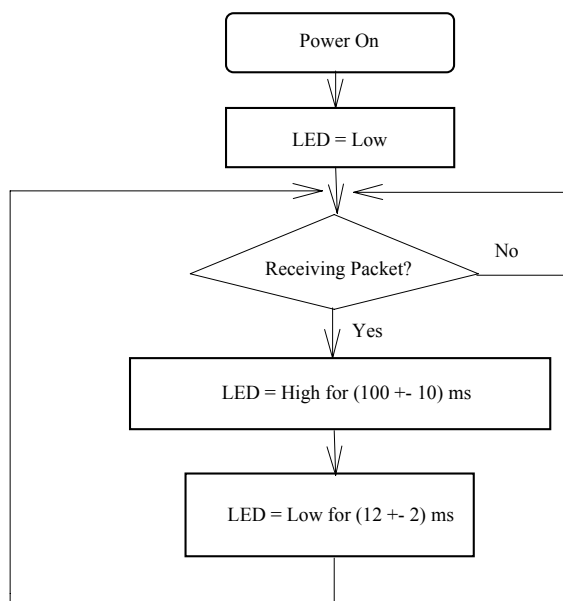 Power On
LED = Low
Receiving Packet?
No
Yes
LED = High for (100 +- 10) ms
LED = Low for (12 +- 2) ms